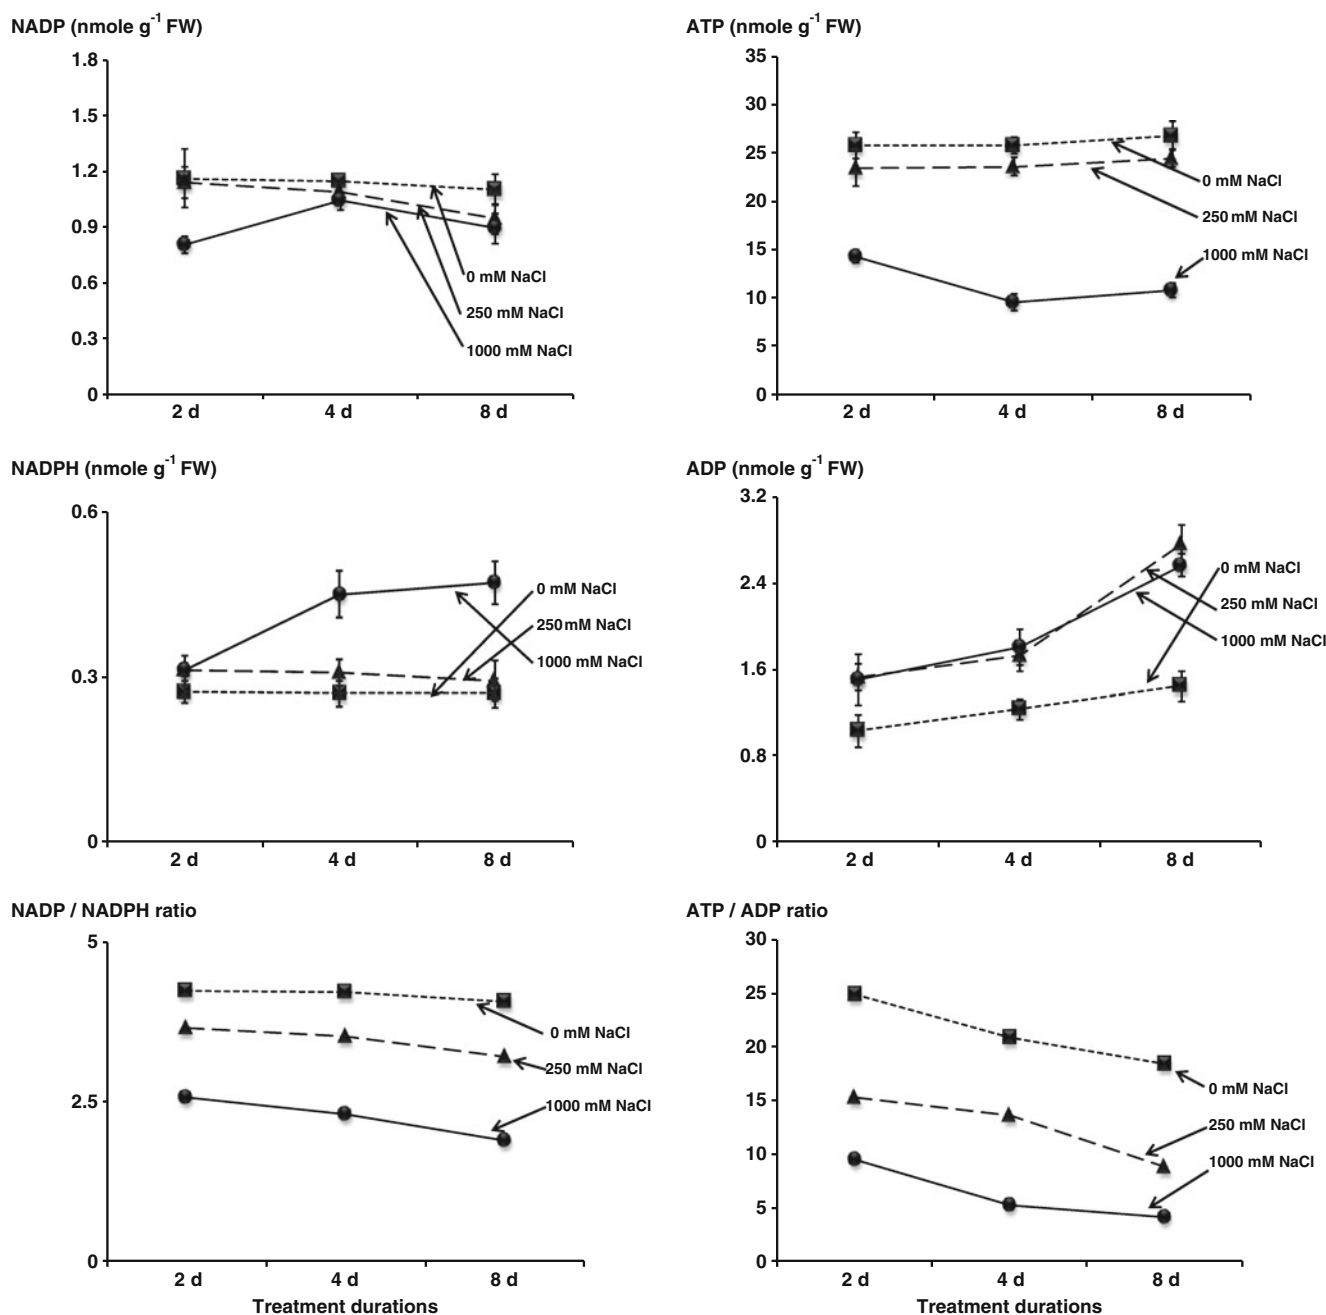 NADP (nmole g-1 FW)
1.8
1.5
1.2
0.9
0.6
0.3
0
2 d 4 d 8 d
0 mM NaCl
250 mM NaCl
1000 mM NaCl
ATP (nmole g-1 FW)
35
30
25
20
15
10
5
0
2 d 4 d 8 d
0 mM NaCl
250 mM NaCl
1000 mM NaCl
NADPH (nmole g-1 FW)
0.6
0.3
0
2 d 4 d 8 d
0 mM NaCl
250 mM NaCl
1000 mM NaCl
ADP (nmole g-1 FW)
3.2
2.4
1.6
0.8
0
2 d 4 d 8 d
0 mM NaCl
250 mM NaCl
1000 mM NaCl
NADP / NADPH ratio
5
2.5
0
2 d 4 d 8 d
0 mM NaCl
250 mM NaCl
1000 mM NaCl
Treatment durations
ATP / ADP ratio
30
25
20
15
10
5
0
2 d 4 d 8 d
0 mM NaCl
250 mM NaCl
1000 mM NaCl
Treatment durations